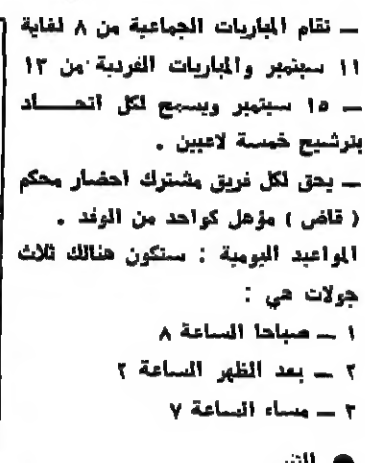 — تقام المباريات الجماعية من ٨ لغاية
١١ سبتمبر والمباريات الفردية من ١٣
— ١٥ سبتمبر ويسمح لكل اتحـــاد
بترشيح خمسة لاعبين .
— يحق لكل فريق مشترك احضار محكم
( قاض ) مؤهل كواحد من الوفد .
المواعيد اليومية : ستكون هنالك ثلاث
جولات هي :
١ — صباحا الساعة ٨
٢ — بعد الظهر الساعة ٢
٣ — مساء الساعة ٧